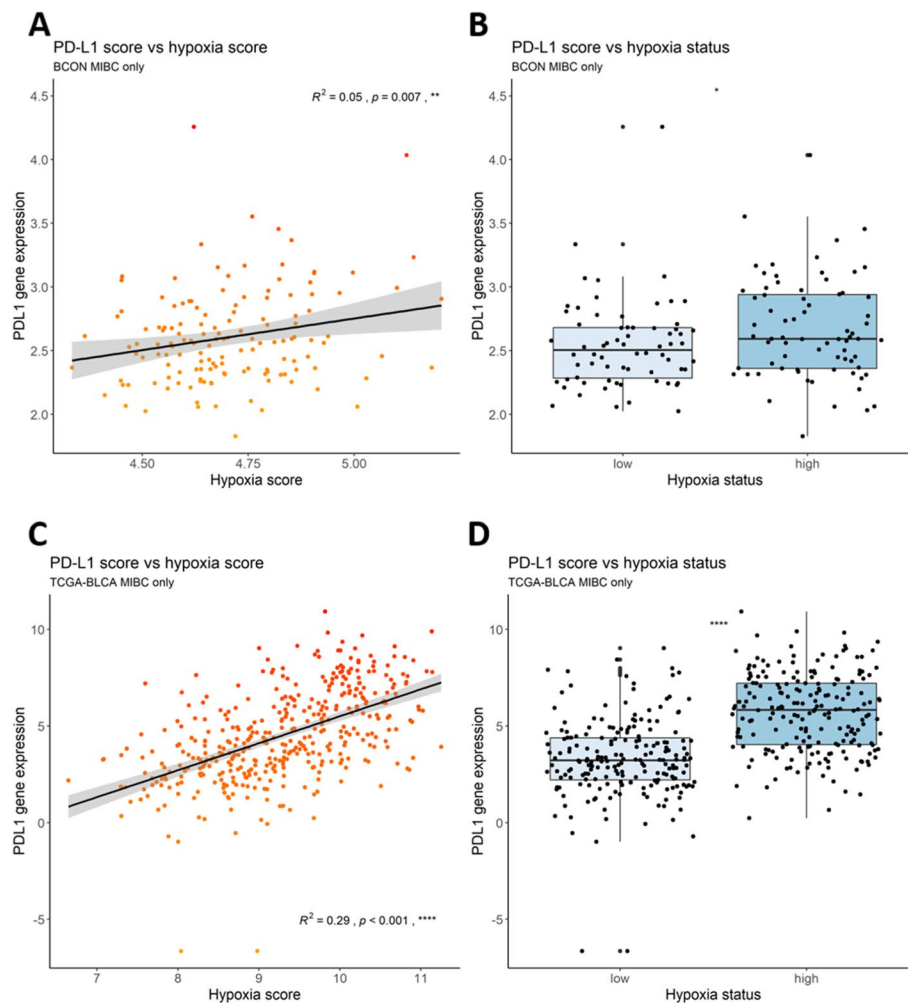 A
PD-L1 score vs hypoxia score
BCON MIBC only
R² = 0.05 , p = 0.007 , **
4.5
4.0
3.5
3.0
2.5
2.0
PDL1 gene expression
4.50 4.75 5.00
Hypoxia score
B
PD-L1 score vs hypoxia status
BCON MIBC only
*
4.5
4.0
3.5
3.0
2.5
2.0
PDL1 gene expression
low high
Hypoxia status
C
PD-L1 score vs hypoxia score
TCGA-BLCA MIBC only
10
5
0
-5
PDL1 gene expression
R² = 0.29 , p < 0.001 , ****
7 8 9 10 11
Hypoxia score
D
PD-L1 score vs hypoxia status
TCGA-BLCA MIBC only
****
10
5
0
-5
PDL1 gene expression
low high
Hypoxia status